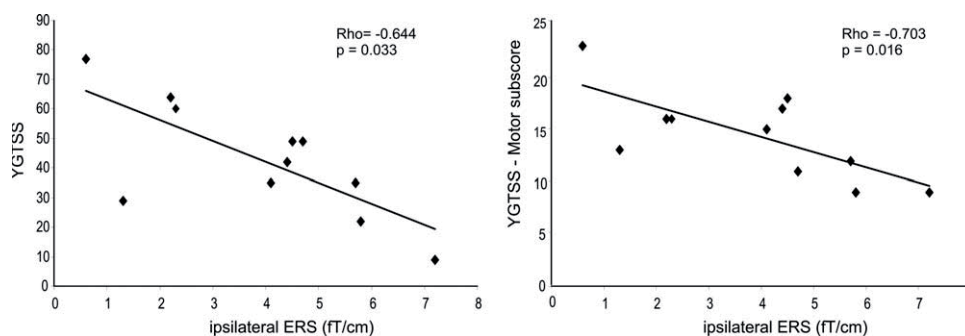 90
80
70
60
50
40
30
20
10
0
YGTSS
Rho= -0.644
p = 0.033
0 1 2 3 4 5 6 7 8
ipsilateral ERS (fT/cm)
25
20
15
10
5
0
YGTSS - Motor subscore
Rho = -0.703
p = 0.016
0 1 2 3 4 5 6 7
ipsilateral ERS (fT/cm)